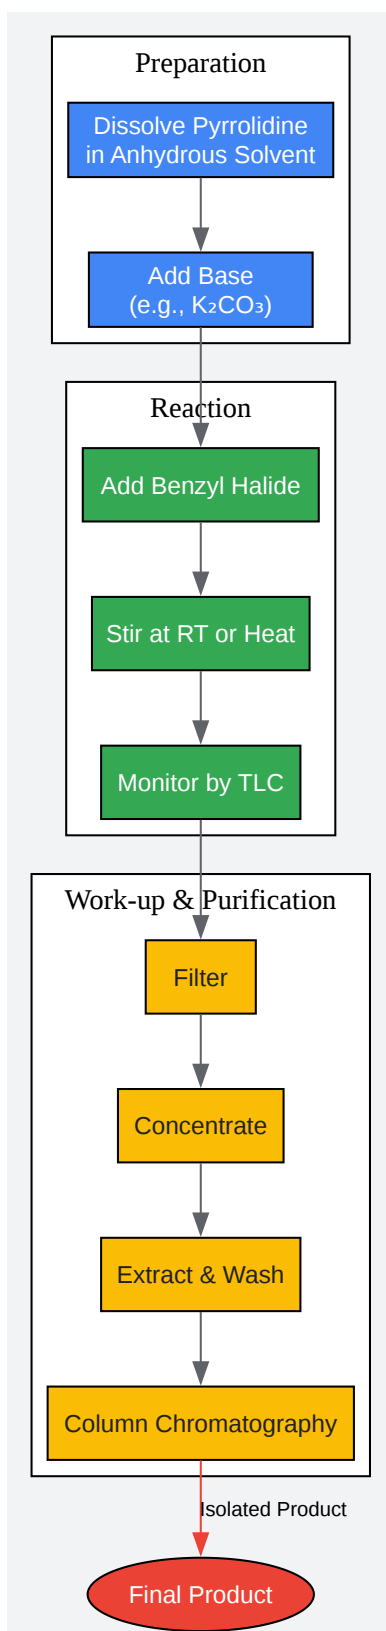 Preparation
Dissolve Pyrrolidine
in Anhydrous Solvent
Add Base
(e.g., K₂CO₃)
Reaction
Add Benzyl Halide
Stir at RT or Heat
Monitor by TLC
Work-up & Purification
Filter
Concentrate
Extract & Wash
Column Chromatography
Isolated Product
Final Product